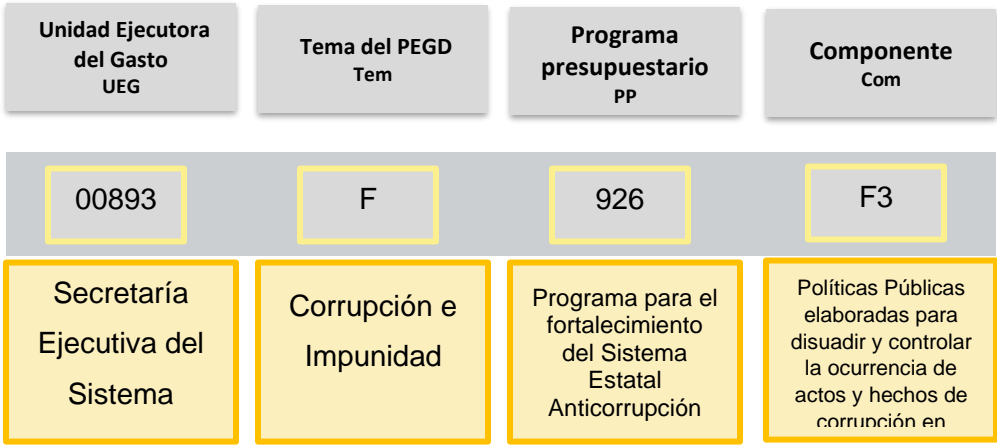 Unidad Ejecutora
del Gasto
UEG
Tema del PEGD
Tem
Programa
presupuestario
PP
Componente
Com
00893
F
926
F3
Secretaría
Ejecutiva del
Sistema
Corrupción e
Impunidad
Programa para el
fortalecimiento
del Sistema
Estatal
Anticorrupción
Políticas Públicas
elaboradas para
disuadir y controlar
la ocurrencia de
actos y hechos de
corrupción en